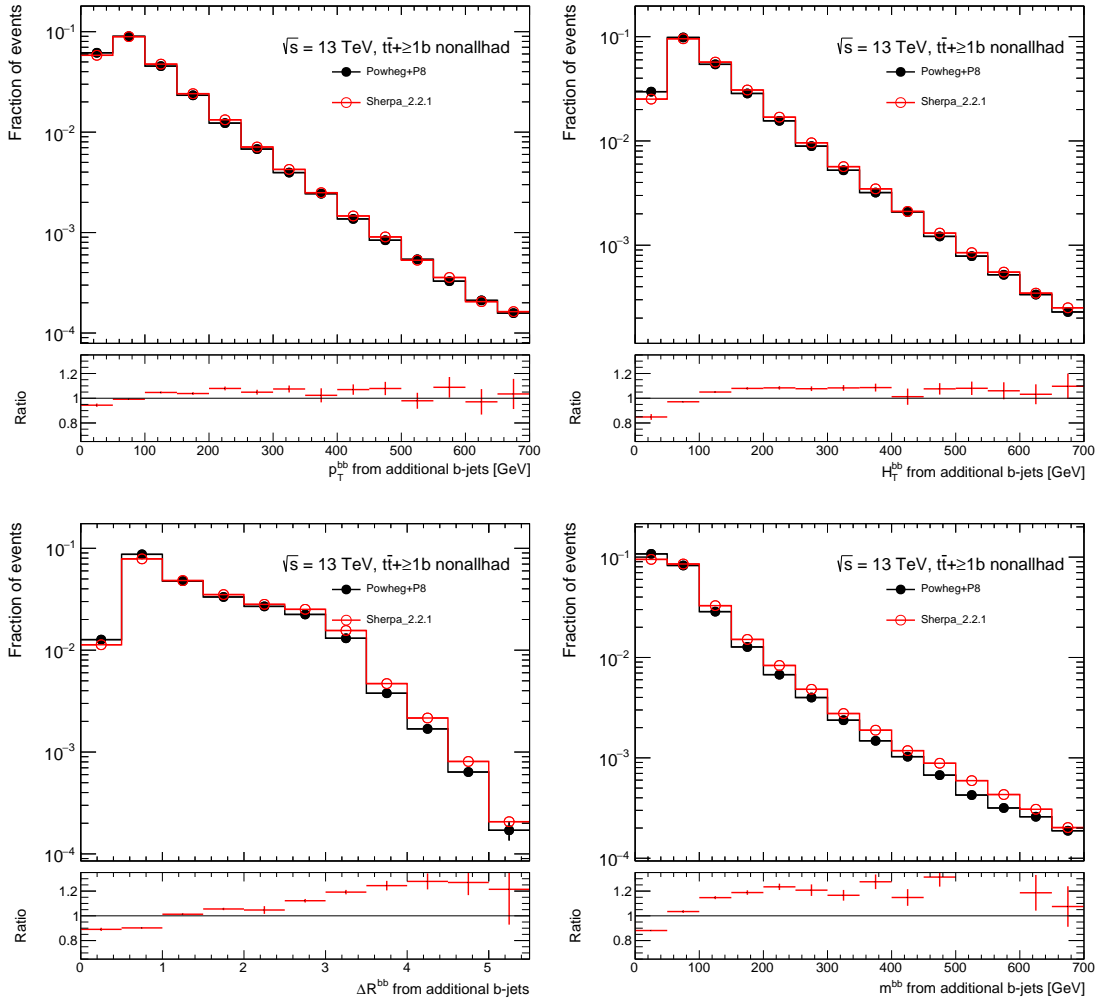 Fraction of events
10⁻¹
10⁻²
10⁻³
10⁻⁴
√s = 13 TeV, tt̄+≥1b nonallhad
Powheg+P8
Sherpa_2.2.1
Ratio
1.2
1
0.8
0 100 200 300 400 500 600 700
p_T^bb from additional b-jets [GeV]
Fraction of events
10⁻¹
10⁻²
10⁻³
√s = 13 TeV, tt̄+≥1b nonallhad
Powheg+P8
Sherpa_2.2.1
Ratio
1.2
1
0.8
0 100 200 300 400 500 600 700
H_T^bb from additional b-jets [GeV]
Fraction of events
10⁻¹
10⁻²
10⁻³
10⁻⁴
√s = 13 TeV, tt̄+≥1b nonallhad
Powheg+P8
Sherpa_2.2.1
Ratio
1.2
1
0.8
0 1 2 3 4 5
ΔR^bb from additional b-jets
Fraction of events
10⁻¹
10⁻²
10⁻³
10⁻⁴
√s = 13 TeV, tt̄+≥1b nonallhad
Powheg+P8
Sherpa_2.2.1
Ratio
1.2
1
0.8
0 100 200 300 400 500 600 700
m^bb from additional b-jets [GeV]